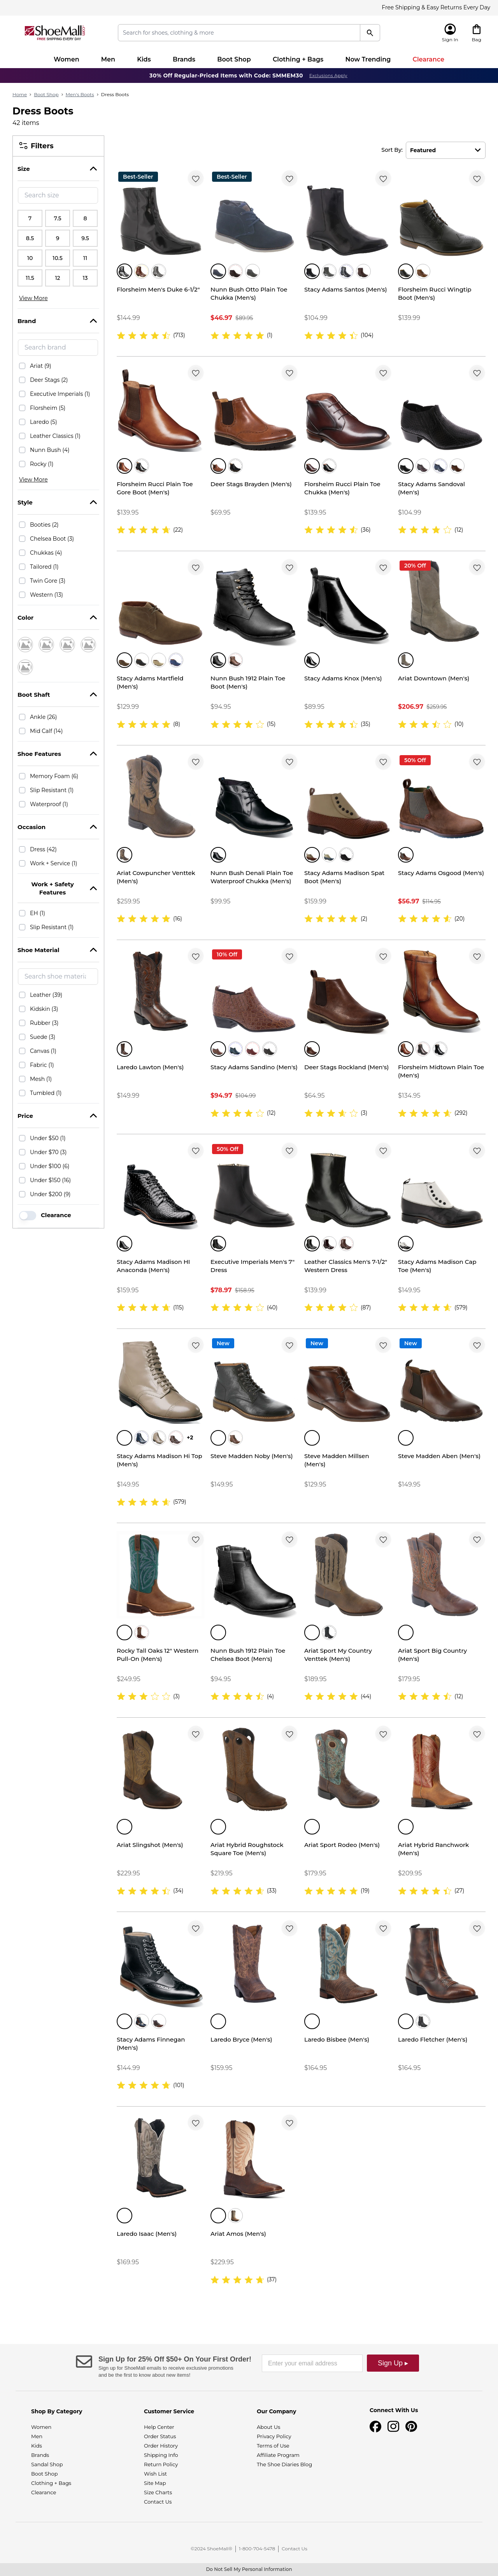 Free Shipping & Easy Returns Every Day
ShoeMall
FREE SHIPPING EVERY DAY
Search for shoes, clothing & more
Sign In
Bag
Women
Men
Kids
Brands
Boot Shop
Clothing + Bags
Now Trending
Clearance
30% Off Regular-Priced Items with Code: SMMEM30 Exclusions Apply
Home > Boot Shop > Men's Boots > Dress Boots
Dress Boots
42 items
Filters
Sort By: Featured
Size
Search size
7 7.5 8
8.5 9 9.5
10 10.5 11
11.5 12 13
View More
Brand
Search brand
Ariat (9)
Deer Stags (2)
Executive Imperials (1)
Florsheim (5)
Laredo (5)
Leather Classics (1)
Nunn Bush (4)
Rocky (1)
View More
Style
Booties (2)
Chelsea Boot (3)
Chukkas (4)
Tailored (1)
Twin Gore (3)
Western (13)
Color
Boot Shaft
Ankle (26)
Mid Calf (14)
Shoe Features
Memory Foam (6)
Slip Resistant (1)
Waterproof (1)
Occasion
Dress (42)
Work + Service (1)
Work + Safety
Features
EH (1)
Slip Resistant (1)
Shoe Material
Search shoe materi
Leather (39)
Kidskin (3)
Rubber (3)
Suede (3)
Canvas (1)
Fabric (1)
Mesh (1)
Tumbled (1)
Price
Under $50 (1)
Under $70 (3)
Under $100 (6)
Under $150 (16)
Under $200 (9)
Clearance
Best-Seller
Florsheim Men's Duke 6-1/2"
$144.99
(713)
Best-Seller
Nunn Bush Otto Plain Toe
Chukka (Men's)
$46.97 $89.95
(1)
Stacy Adams Santos (Men's)
$104.99
(104)
Florsheim Rucci Wingtip
Boot (Men's)
$139.99
Florsheim Rucci Plain Toe
Gore Boot (Men's)
$139.95
(22)
Deer Stags Brayden (Men's)
$69.95
Florsheim Rucci Plain Toe
Chukka (Men's)
$139.95
(36)
Stacy Adams Sandoval
(Men's)
$104.99
(12)
Stacy Adams Martfield
(Men's)
$129.99
(8)
Nunn Bush 1912 Plain Toe
Boot (Men's)
$94.95
(15)
Stacy Adams Knox (Men's)
$89.95
(35)
20% Off
Ariat Downtown (Men's)
$206.97 $259.95
(10)
Ariat Cowpuncher Venttek
(Men's)
$259.95
(16)
Nunn Bush Denali Plain Toe
Waterproof Chukka (Men's)
$99.95
Stacy Adams Madison Spat
Boot (Men's)
$159.99
(2)
50% Off
Stacy Adams Osgood (Men's)
$56.97 $114.95
(20)
Laredo Lawton (Men's)
$149.99
10% Off
Stacy Adams Sandino (Men's)
$94.97 $104.99
(12)
Deer Stags Rockland (Men's)
$64.95
(3)
Florsheim Midtown Plain Toe
(Men's)
$134.95
(292)
Stacy Adams Madison HI
Anaconda (Men's)
$159.95
(115)
50% Off
Executive Imperials Men's 7"
Dress
$78.97 $158.95
(40)
Leather Classics Men's 7-1/2"
Western Dress
$139.99
(87)
Stacy Adams Madison Cap
Toe (Men's)
$149.95
(579)
+2
Stacy Adams Madison Hi Top
(Men's)
$149.95
(579)
New
Steve Madden Noby (Men's)
$149.95
New
Steve Madden Millsen
(Men's)
$129.95
New
Steve Madden Aben (Men's)
$149.95
Rocky Tall Oaks 12" Western
Pull-On (Men's)
$249.95
(3)
Nunn Bush 1912 Plain Toe
Chelsea Boot (Men's)
$94.95
(4)
Ariat Sport My Country
Venttek (Men's)
$189.95
(44)
Ariat Sport Big Country
(Men's)
$179.95
(12)
Ariat Slingshot (Men's)
$229.95
(34)
Ariat Hybrid Roughstock
Square Toe (Men's)
$219.95
(33)
Ariat Sport Rodeo (Men's)
$179.95
(19)
Ariat Hybrid Ranchwork
(Men's)
$209.95
(27)
Stacy Adams Finnegan
(Men's)
$144.99
(101)
Laredo Bryce (Men's)
$159.95
Laredo Bisbee (Men's)
$164.95
Laredo Fletcher (Men's)
$164.95
Laredo Isaac (Men's)
$169.95
Ariat Amos (Men's)
$229.95
(37)
Sign Up for 25% Off $50+ On Your First Order!
Sign up for ShoeMall emails to receive exclusive promotions
and be the first to know about new items!
Enter your email address
Sign Up ▸
Shop By Category
Women
Men
Kids
Brands
Sandal Shop
Boot Shop
Clothing + Bags
Clearance
Customer Service
Help Center
Order Status
Order History
Shipping Info
Return Policy
Wish List
Site Map
Size Charts
Contact Us
Our Company
About Us
Privacy Policy
Terms of Use
Affiliate Program
The Shoe Diaries Blog
Connect With Us
©2024 ShoeMall® | 1-800-704-5478 | Contact Us
Do Not Sell My Personal Information